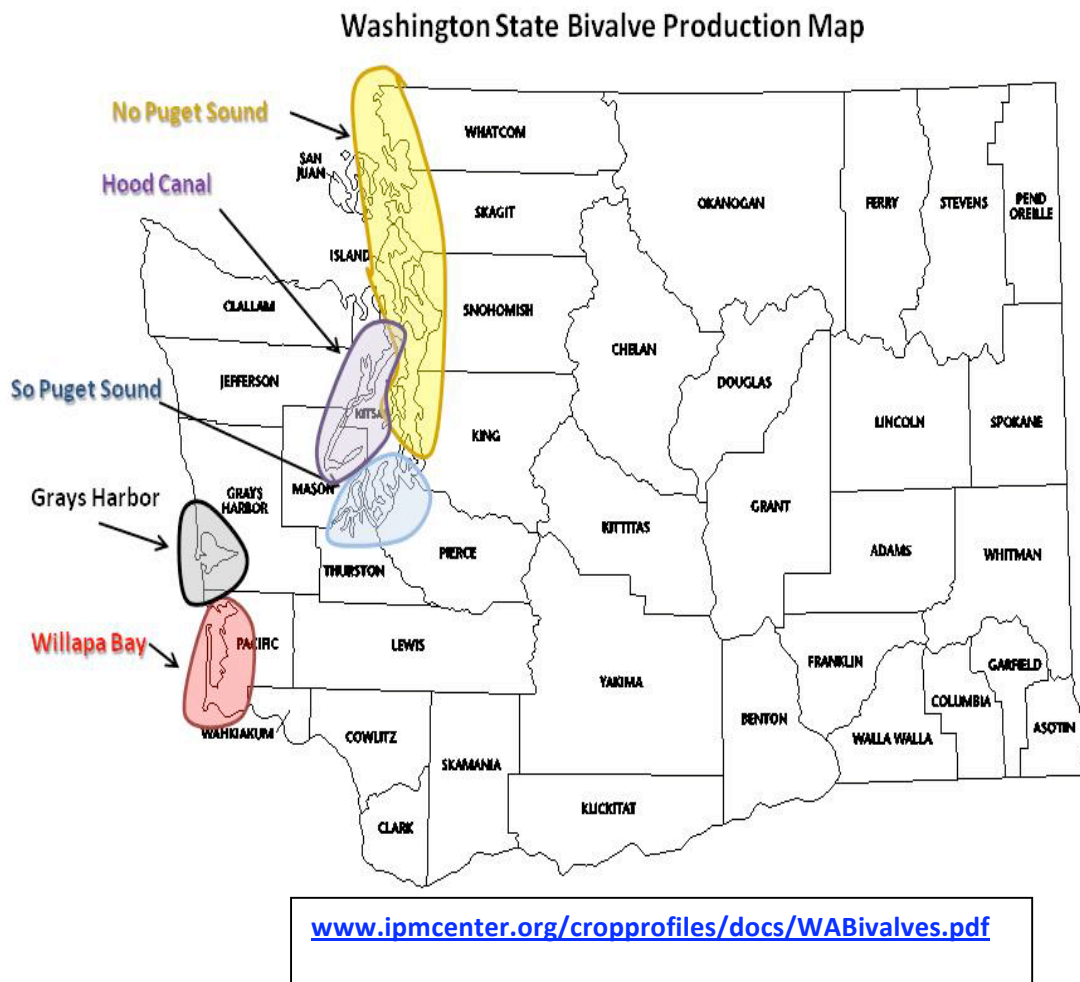 Washington State Bivalve Production Map
No Puget Sound
WHATCOM
SAN
JUAN
Hood Canal
SKAGIT
OKANOGAN
FERRY
STEVENS
PEND
OREILLE
ISLAND
CLALLAM
SNOHOMISH
CHELAN
JEFFERSON
DOUGLAS
So Puget Sound
KITSA
KING
LINCOLN
SPOKANE
MASON
Grays Harbor
GRAYS
HARBOR
GRANT
KITTITAS
PIERCE
ADAMS
WHITMAN
THURSTON
Willapa Bay
PACIFIC
LEWIS
YAKIMA
FRANKLIN
GARFIELD
COLUMBIA
BENTON
WALLA WALLA
ASOTIN
WAHKIAKUM
COWLITZ
SKAMANIA
KLICKITAT
CLARK
www.ipmcenter.org/cropprofiles/docs/WABivalves.pdf